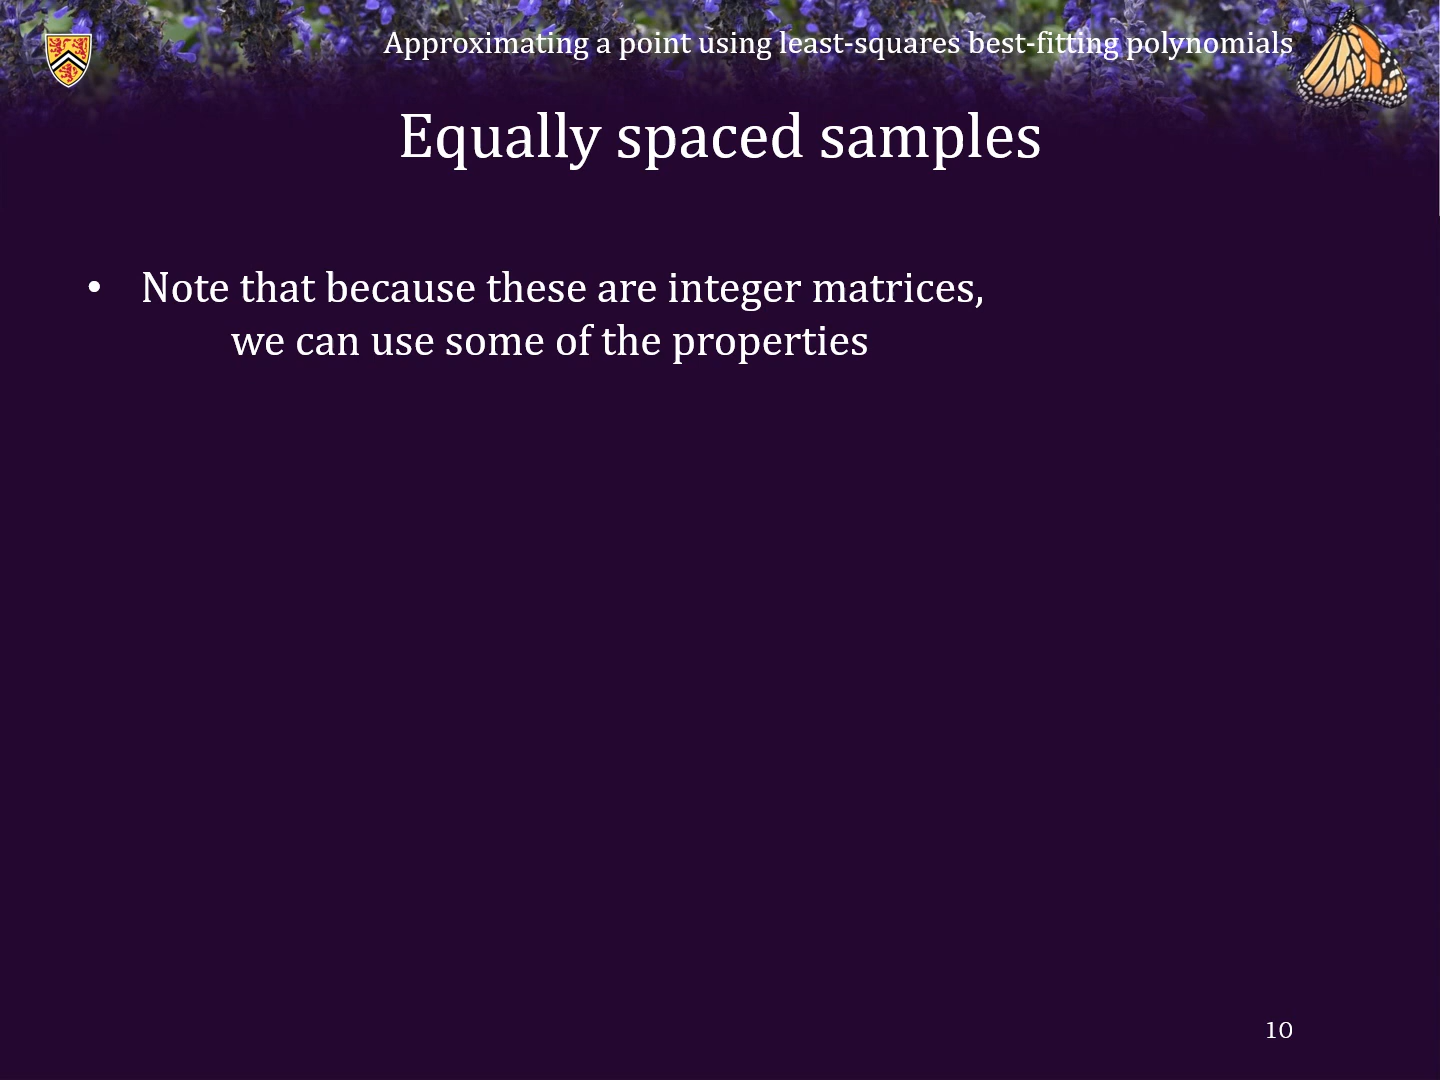 Approximating a point using least-squares best-fitting polynomials
Equally spaced samples
• Note that because these are integer matrices,
we can use some of the properties
10